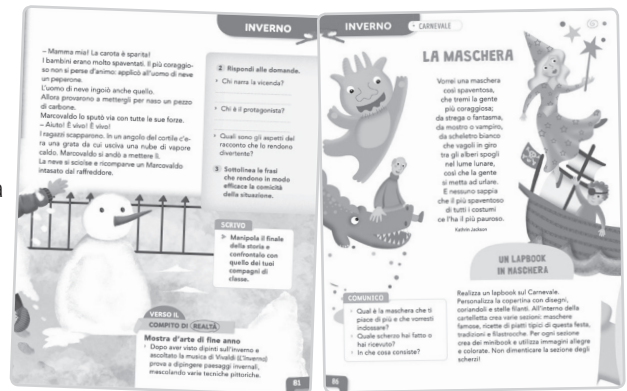 INVERNO
– Mamma mia! La carota è sparita!
I bambini erano molto spaventati. Il più coraggio-
so non si perse d'animo: applicò all'uomo di neve
un peperone.
L'uomo di neve ingoiò anche quello.
Allora provarono a mettergli per naso un pezzo
di carbone.
Marcovaldo lo sputò via con tutte le sue forze.
– Aiuto! È vivo! È vivo!
I ragazzi scapparono. In un angolo del cortile c'e-
ra una grata da cui usciva una nube di vapore
caldo. Marcovaldo si andò a mettere lì.
La neve si sciolse e ricomparve un Marcovaldo
intasato dal raffreddore.
2 Rispondi alle domande.
Chi narra la vicenda?
Chi è il protagonista?
Quali sono gli aspetti del
racconto che lo rendono
divertente?
3 Sottolinea le frasi
che rendono in modo
efficace la comicità
della situazione.
SCRIVO
Manipola il finale
della storia e
confrontalo con
quello dei tuoi
compagni di
classe.
VERSO IL
COMPITO DI REALTÀ
Mostra d'arte di fine anno
Dopo aver visto dipinti sull'inverno e
ascoltato la musica di Vivaldi (L'Inverno)
prova a dipingere paesaggi invernali,
mescolando varie tecniche pittoriche.
81
INVERNO • CARNEVALE
LA MASCHERA
Vorrei una maschera
così spaventosa,
che tremi la gente
più coraggiosa;
da strega o fantasma,
da mostro o vampiro,
da scheletro bianco
che vagoli in giro
tra gli alberi spogli
nel lume lunare,
così che la gente
si metta ad urlare.
E nessuno sappia
che il più spaventoso
di tutti i costumi
ce l'ha il più pauroso.
Kathrin Jackson
COMUNICO
Qual è la maschera che ti
piace di più e che vorresti
indossare?
Quale scherzo hai fatto o
hai ricevuto?
In che cosa consiste?
UN LAPBOOK
IN MASCHERA
Realizza un lapbook sul Carnevale.
Personalizza la copertina con disegni,
coriandoli e stelle filanti. All'interno della
cartelletta crea varie sezioni: maschere
famose, ricette di piatti tipici di questa festa,
tradizioni e filastrocche. Per ogni sezione
crea dei minibook e utilizza immagini allegre
e colorate. Non dimenticare la sezione degli
scherzi!
86